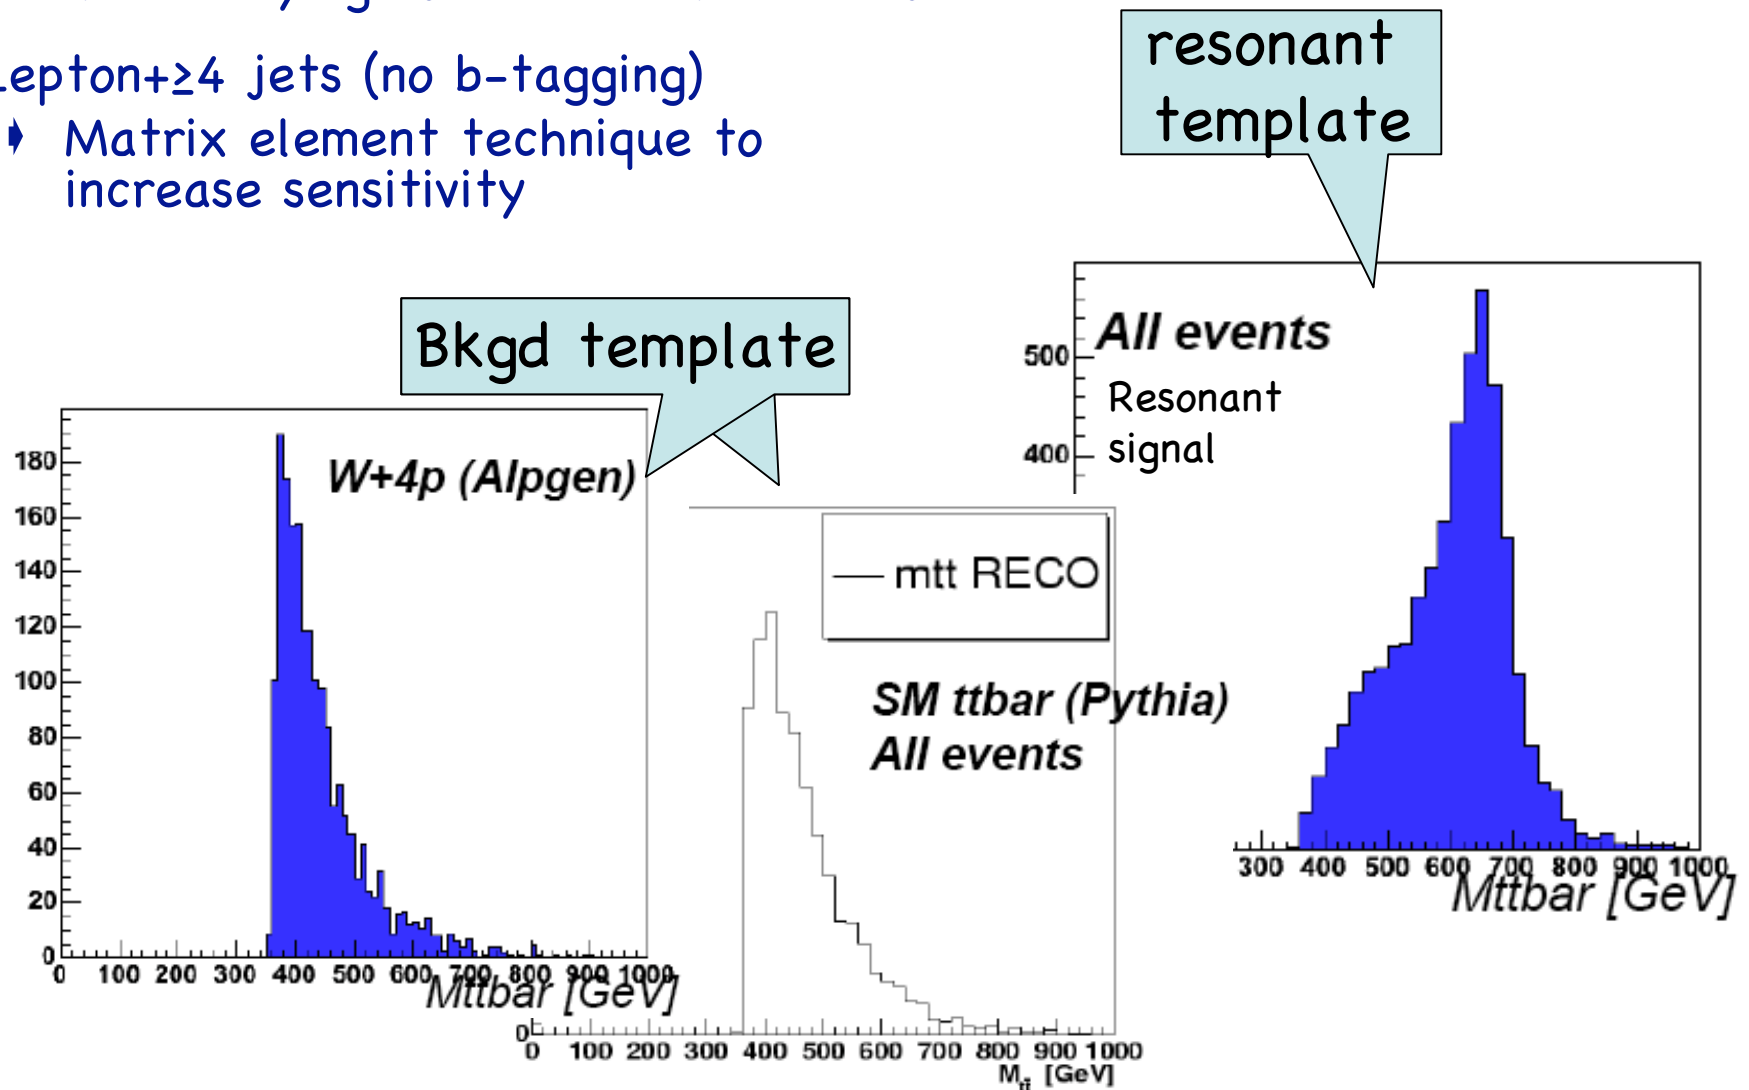 Lepton+≥4 jets (no b-tagging)
➧ Matrix element technique to
increase sensitivity
resonant
template
Bkgd template
W+4p (Alpgen)
180
160
140
120
100
80
60
40
20
0
0 100 200 300 400 500 600 700 800 900 1000
Mttbar [GeV]
mtt RECO
SM ttbar (Pythia)
All events
0
0 100 200 300 400 500 600 700 800 900 1000
M_tt̄ [GeV]
All events
Resonant
signal
500
400
300 400 500 600 700 800 900 1000
Mttbar [GeV]